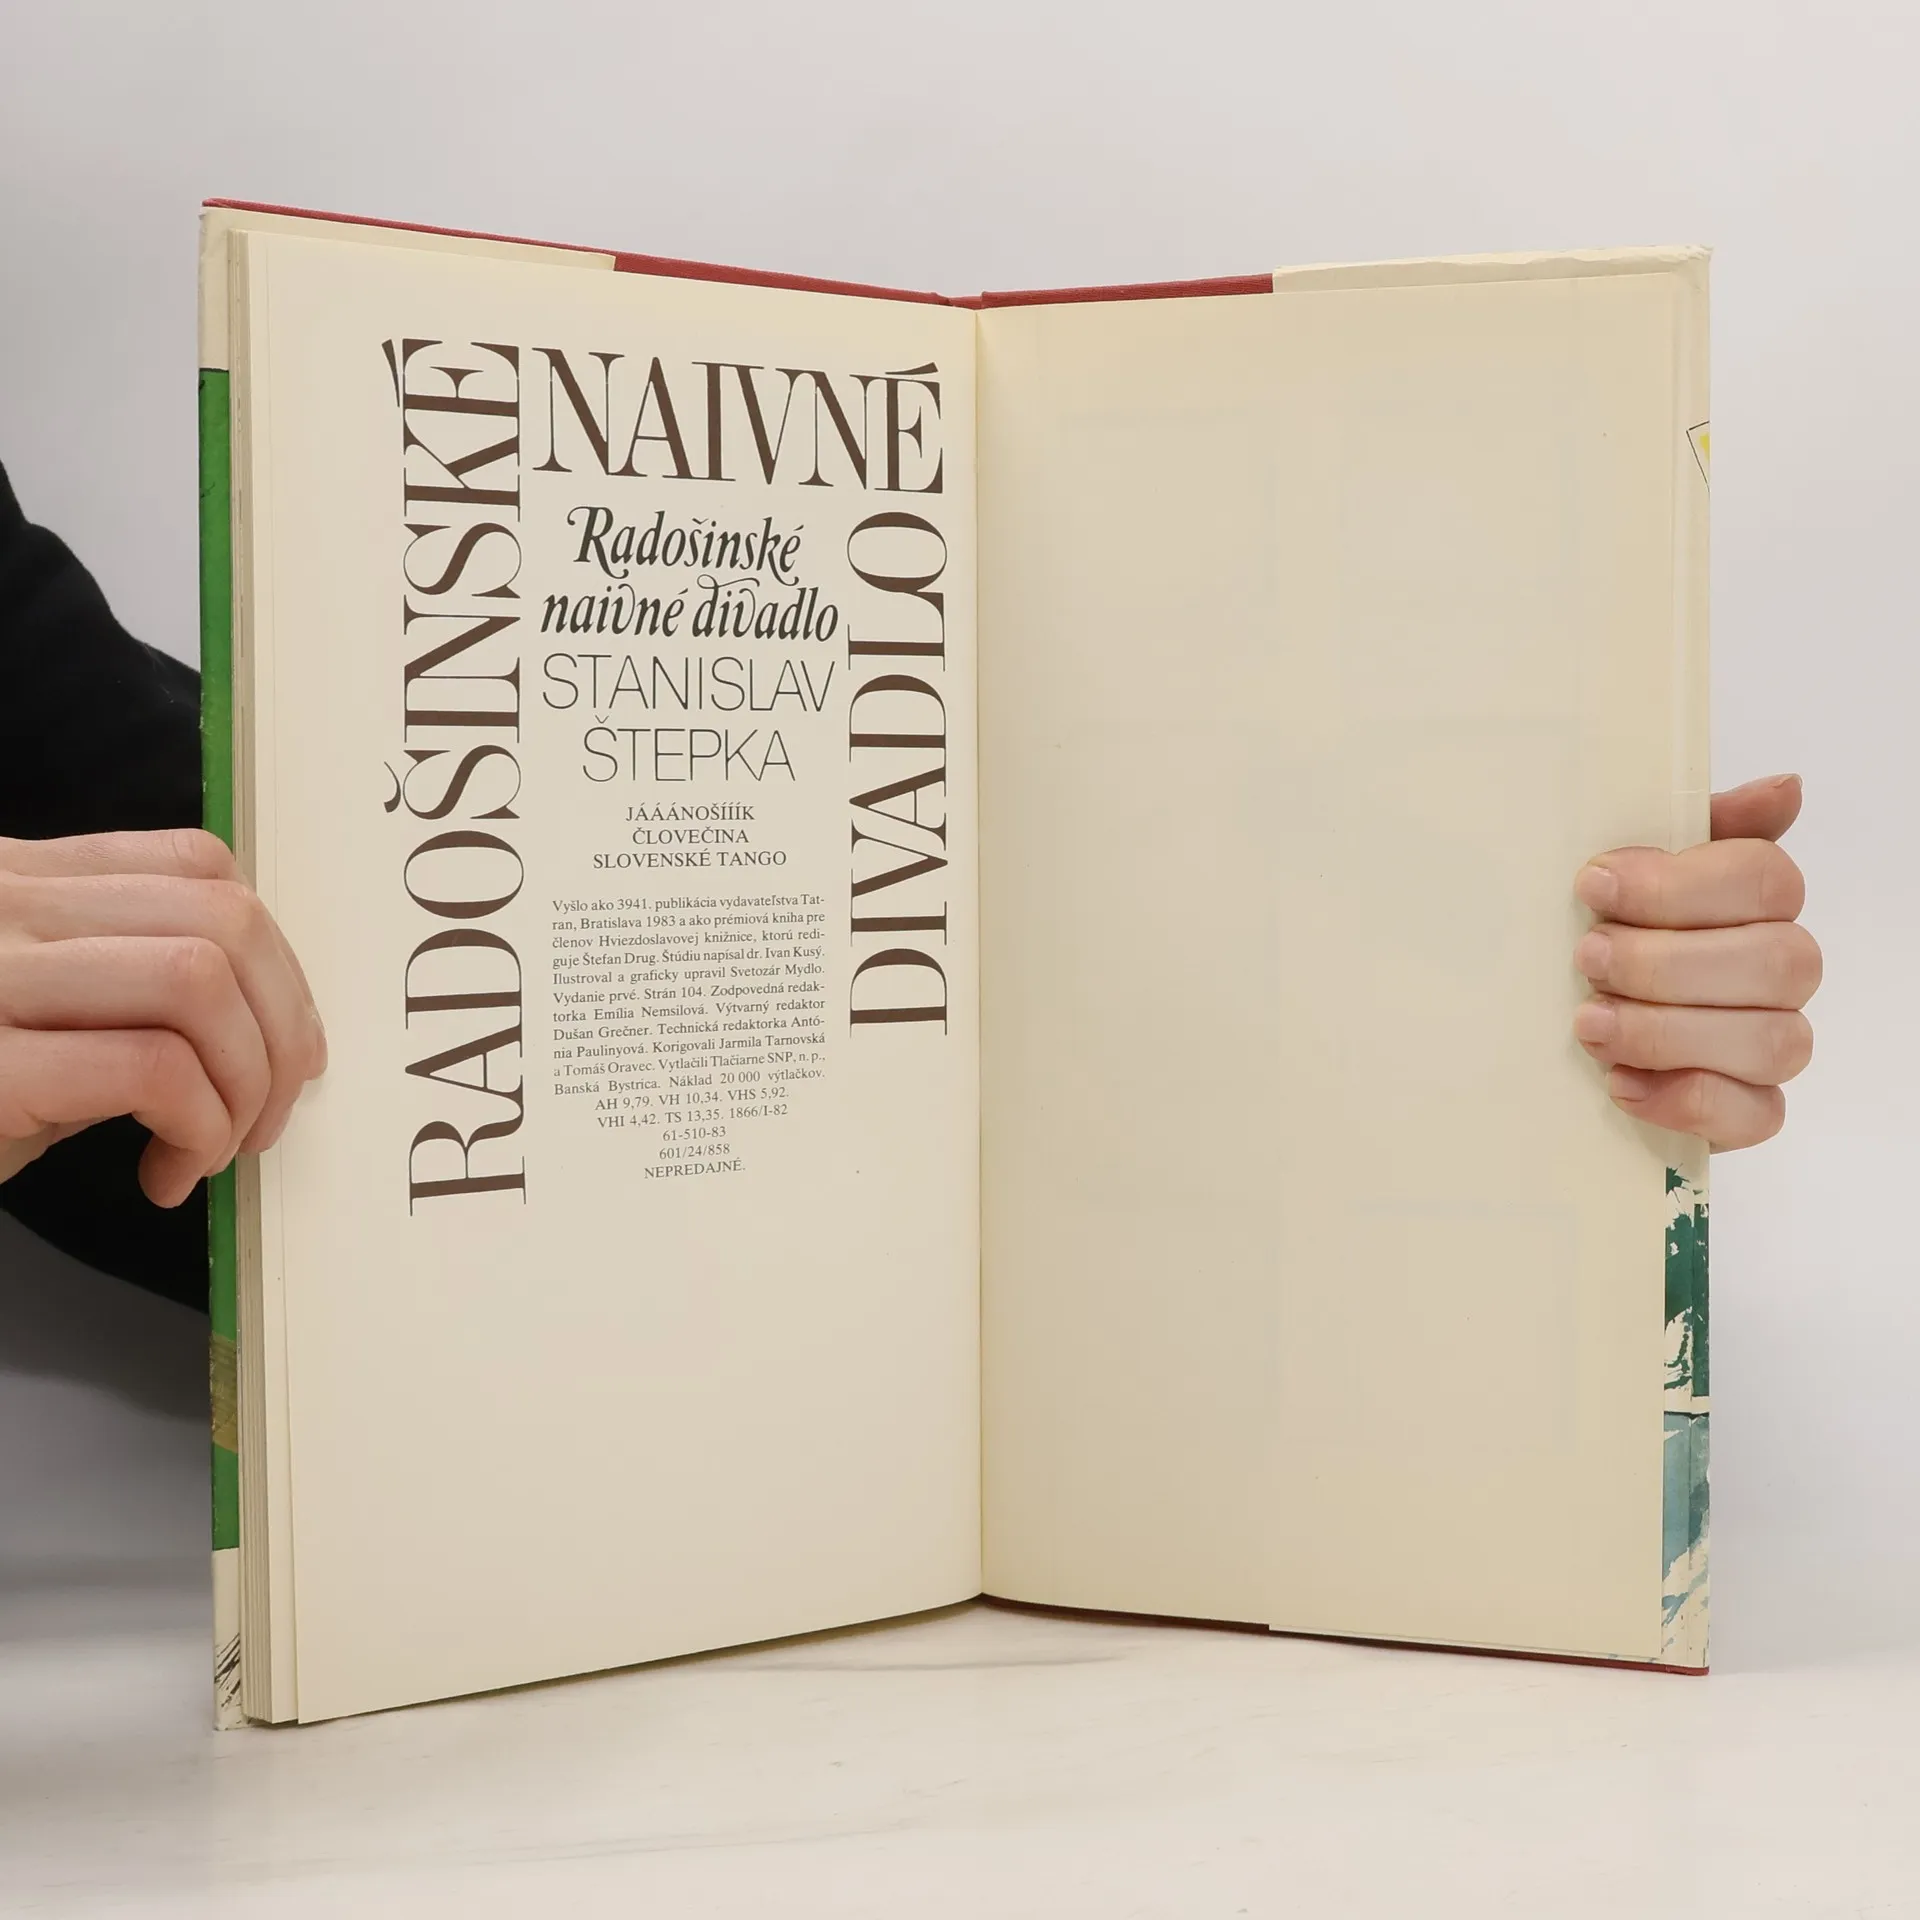 RADOŠINSKÉ
NAIVNÉ
DIVADLO
Radošinské
naivné divadlo
STANISLAV
ŠTEPKA
JÁÁÁNOŠÍÍÍK
ČLOVEČINA
SLOVENSKÉ TANGO
Vyšlo ako 3941. publikácia vydavateľstva Tat-
ran, Bratislava 1983 a ako prémiová kniha pre
členov Hviezdoslavovej knižnice, ktorú redi-
guje Štefan Drug. Štúdiu napísal dr. Ivan Kusý.
Ilustroval a graficky upravil Svetozár Mydlo.
Vydanie prvé. Strán 104. Zodpovedná redak-
torka Emília Nemsilová. Výtvarný redaktor
Dušan Grečner. Technická redaktorka Antó-
nia Paulinyová. Korigovali Jarmila Tarnovská
a Tomáš Oravec. Vytlačili Tlačiarne SNP, n. p.,
Banská Bystrica. Náklad 20 000 výtlačkov.
AH 9,79. VH 10,34. VHS 5,92.
VHI 4,42. TS 13,35. 1866/I-82
61-510-83
601/24/858
NEPREDAJNÉ.